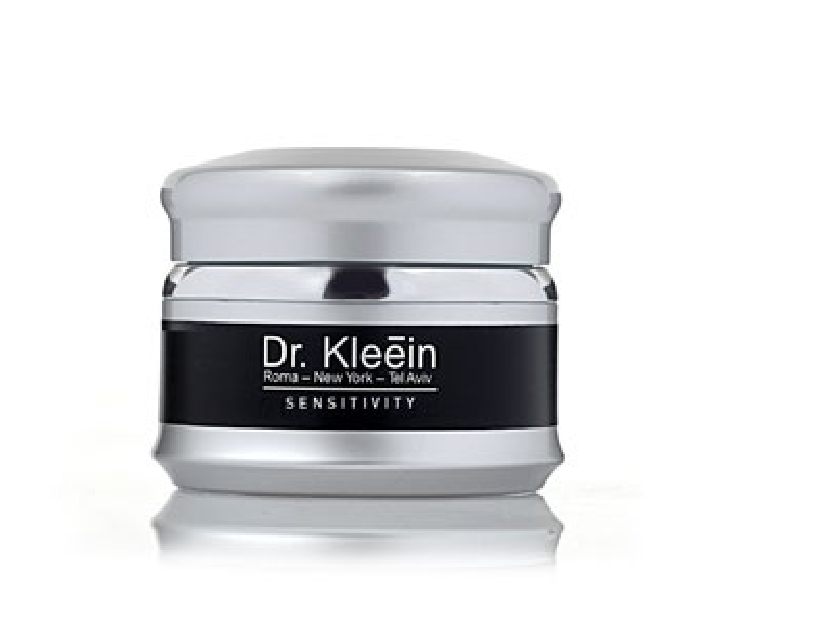 Dr. Kleēin
Roma – New York – Tel Aviv
SENSITIVITY